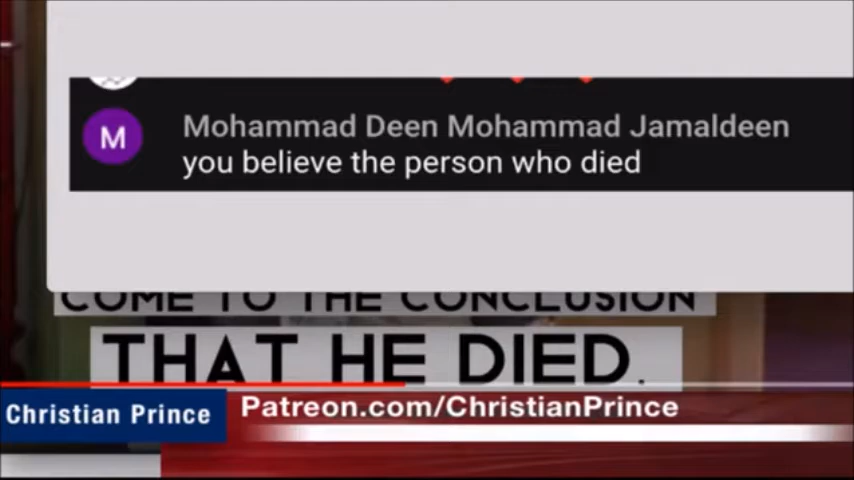 M
Mohammad Deen Mohammad Jamaldeen
you believe the person who died
COME TO THE CONCLUSION
THAT HE DIED.
Christian Prince
Patreon.com/ChristianPrince